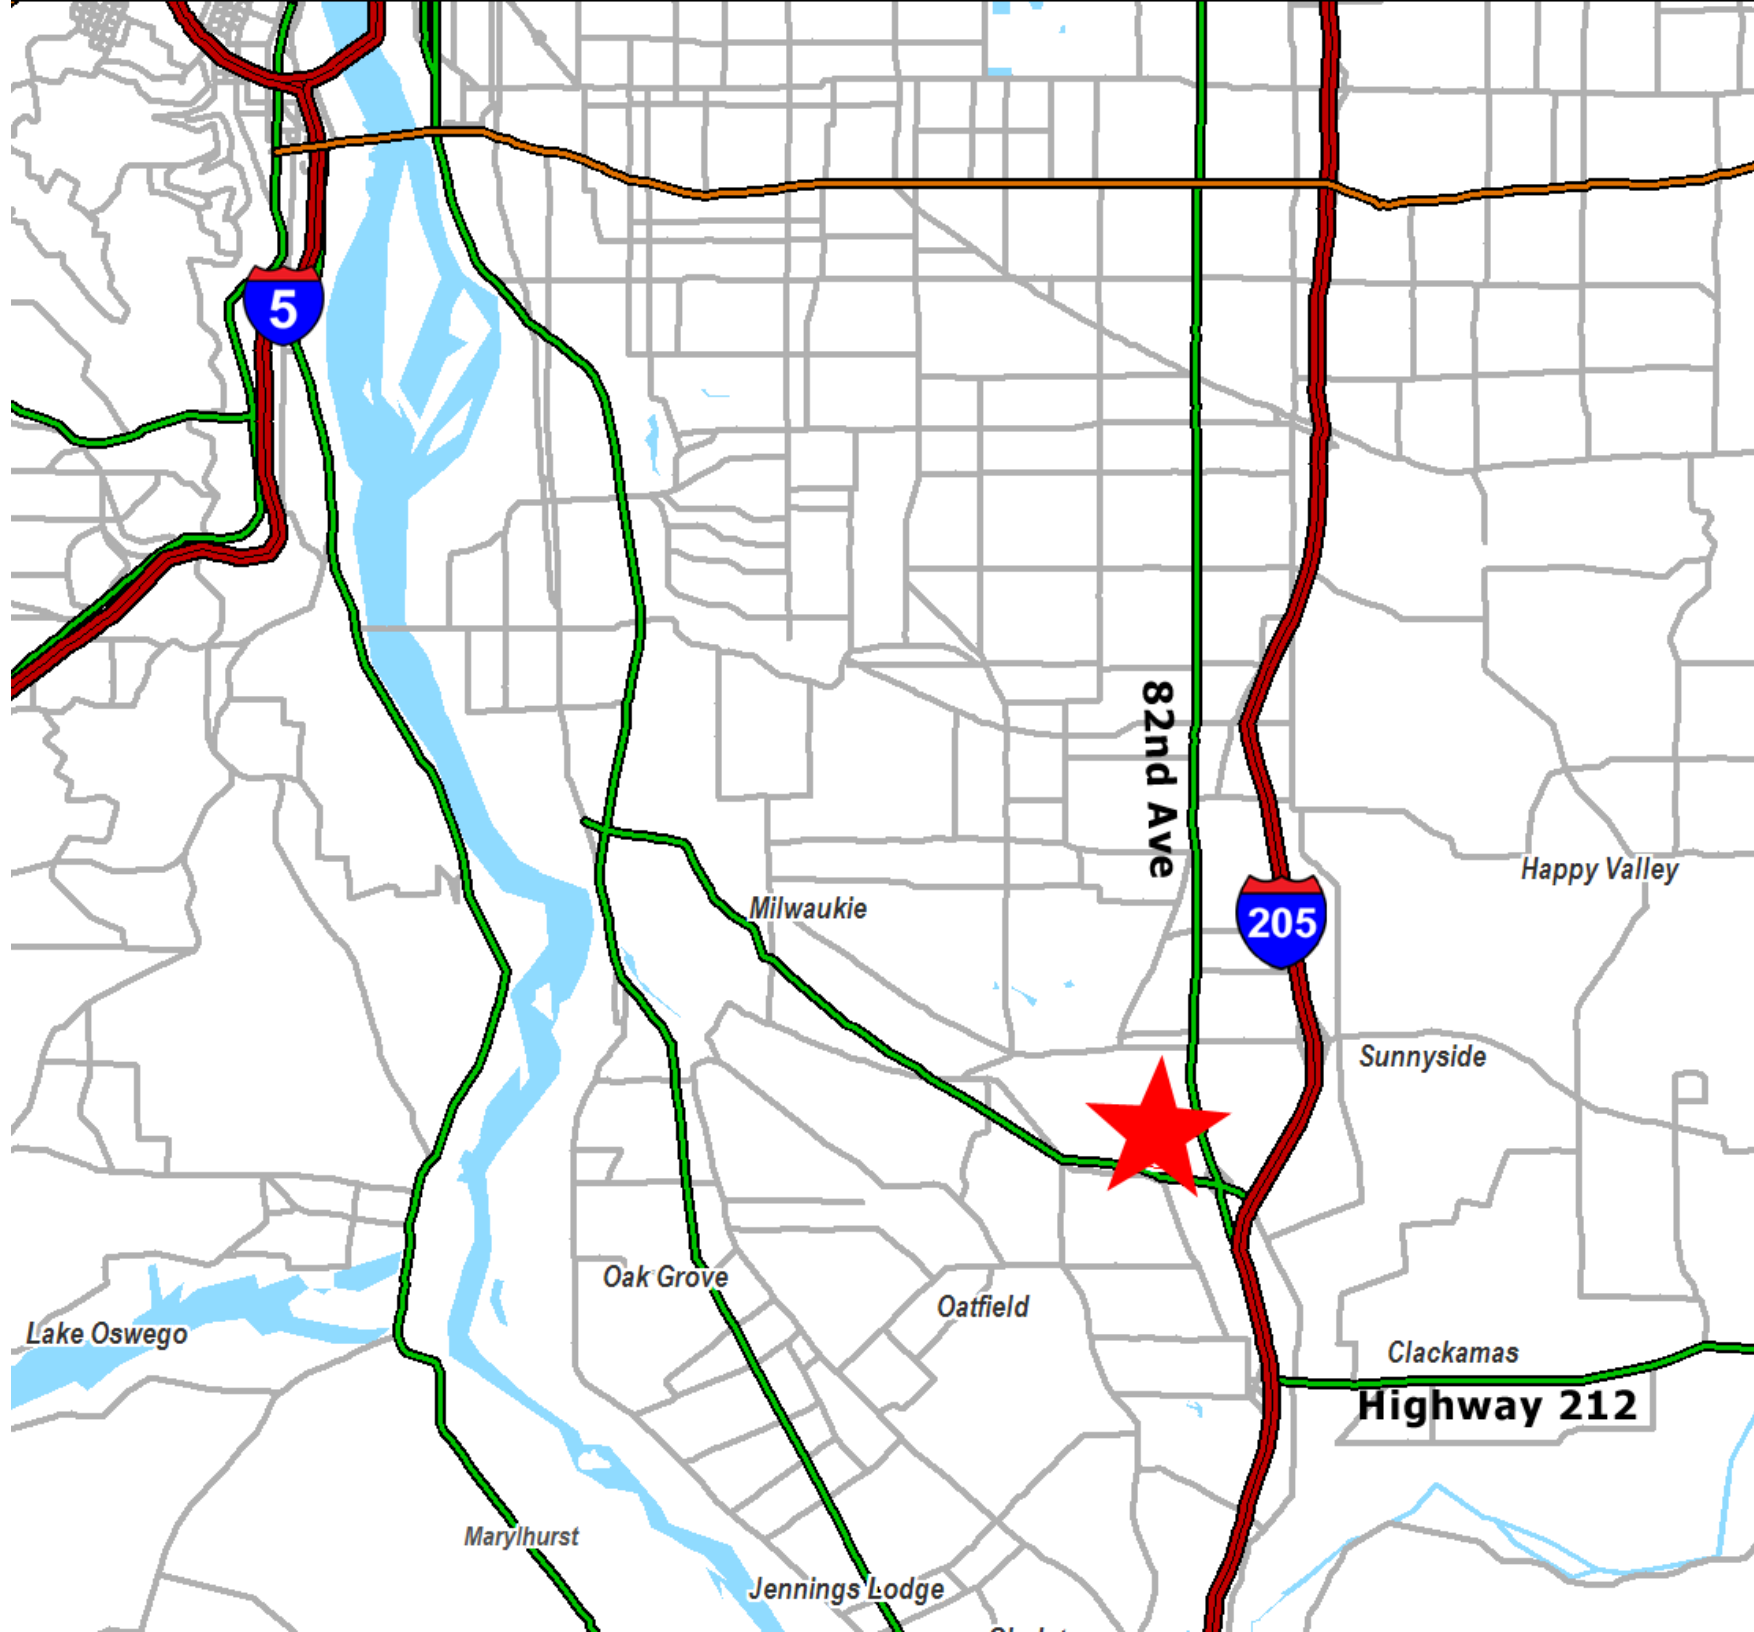 5
82nd Ave
Happy Valley
Milwaukie
205
Sunnyside
Oak Grove
Oatfield
Lake Oswego
Clackamas
Highway 212
Marylhurst
Jennings Lodge